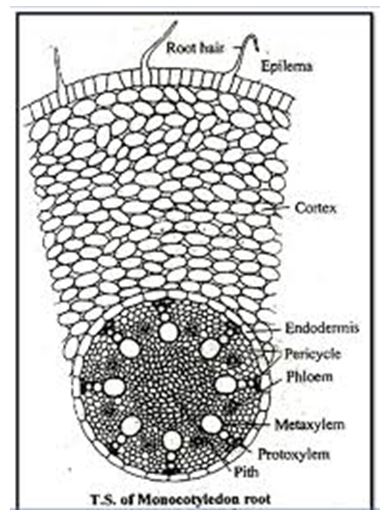 Root hair
Epilema
Cortex
Endodermis
Pericycle
Phloem
Metaxylem
Protoxylem
Pith
T.S. of Monocotyledon root